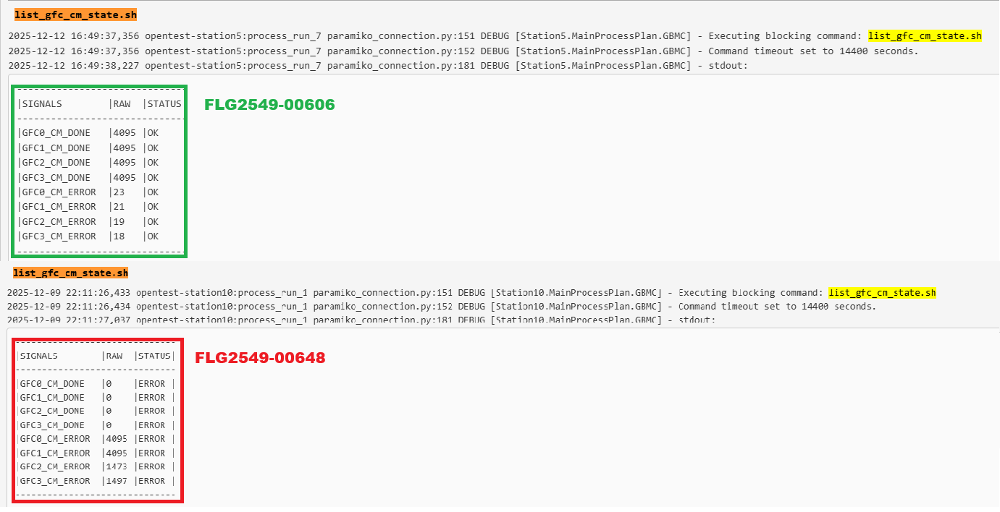 list_gfc_cm_state.sh
2025-12-12 16:49:37,356 opentest-station5:process_run_7 paramiko_connection.py:151 DEBUG [Station5.MainProcessPlan.GBMC] - Executing blocking command: list_gfc_cm_state.sh
2025-12-12 16:49:37,356 opentest-station5:process_run_7 paramiko_connection.py:152 DEBUG [Station5.MainProcessPlan.GBMC] - Command timeout set to 14400 seconds.
2025-12-12 16:49:38,227 opentest-station5:process_run_7 paramiko_connection.py:181 DEBUG [Station5.MainProcessPlan.GBMC] - stdout:
-----------------------------
|SIGNALS |RAW |STATUS FLG2549-00606
-----------------------------
|GFC0_CM_DONE |4095 |OK
|GFC1_CM_DONE |4095 |OK
|GFC2_CM_DONE |4095 |OK
|GFC3_CM_DONE |4095 |OK
|GFC0_CM_ERROR |23 |OK
|GFC1_CM_ERROR |21 |OK
|GFC2_CM_ERROR |19 |OK
|GFC3_CM_ERROR |18 |OK
-----------------------------
list_gfc_cm_state.sh
2025-12-09 22:11:26,433 opentest-station10:process_run_1 paramiko_connection.py:151 DEBUG [Station10.MainProcessPlan.GBMC] - Executing blocking command: list_gfc_cm_state.sh
2025-12-09 22:11:26,434 opentest-station10:process_run_1 paramiko_connection.py:152 DEBUG [Station10.MainProcessPlan.GBMC] - Command timeout set to 14400 seconds.
2025-12-09 22:11:27,037 opentest-station10:process_run_1 paramiko_connection.py:181 DEBUG [Station10.MainProcessPlan.GBMC] - stdout:
-----------------------------
|SIGNALS |RAW |STATUS| FLG2549-00648
-----------------------------
|GFC0_CM_DONE |0 |ERROR |
|GFC1_CM_DONE |0 |ERROR |
|GFC2_CM_DONE |0 |ERROR |
|GFC3_CM_DONE |0 |ERROR |
|GFC0_CM_ERROR |4095 |ERROR |
|GFC1_CM_ERROR |4095 |ERROR |
|GFC2_CM_ERROR |1473 |ERROR |
|GFC3_CM_ERROR |1497 |ERROR |
-----------------------------